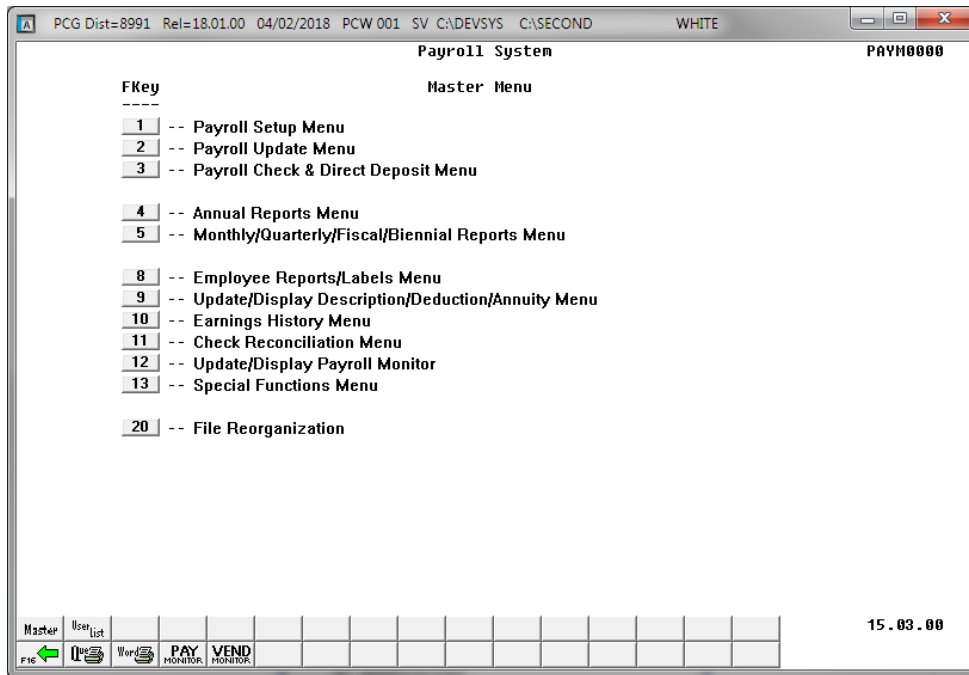 A PCG Dist=8991 Rel=18.01.00 04/02/2018 PCW 001 SV C:\DEVSYS C:\SECOND WHITE
Payroll System PAYM0000
FKey Master Menu
----
1 -- Payroll Setup Menu
2 -- Payroll Update Menu
3 -- Payroll Check & Direct Deposit Menu
4 -- Annual Reports Menu
5 -- Monthly/Quarterly/Fiscal/Biennial Reports Menu
8 -- Employee Reports/Labels Menu
9 -- Update/Display Description/Deduction/Annuity Menu
10 -- Earnings History Menu
11 -- Check Reconciliation Menu
12 -- Update/Display Payroll Monitor
13 -- Special Functions Menu
20 -- File Reorganization
Master User List 15.03.00
F16 Que Word PAY MONITOR VEND MONITOR